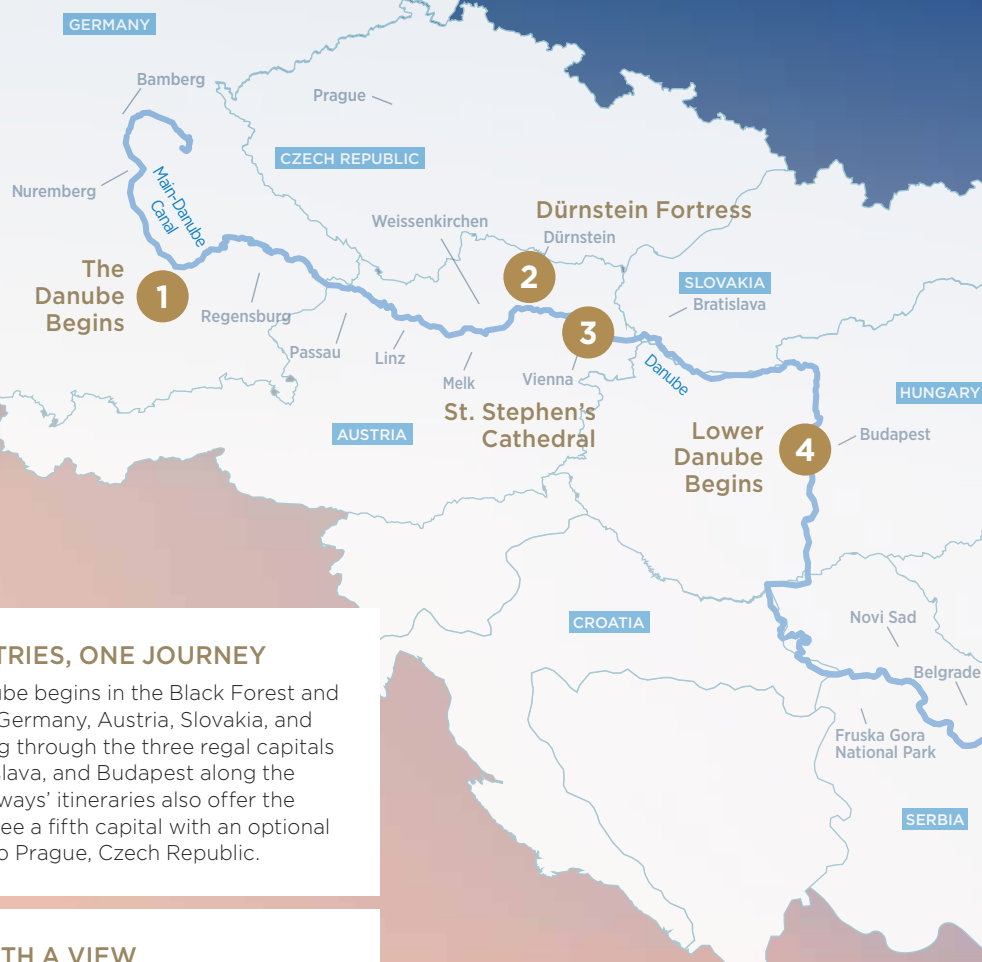 GERMANY
Bamberg
Prague
CZECH REPUBLIC
Nuremberg
Main-Danube
Canal
Weissenkirchen
Dürnstein Fortress
Dürnstein
2
The
Danube
Begins
1
Regensburg
SLOVAKIA
Bratislava
3
Passau
Linz
Melk
Vienna
Danube
St. Stephen's
Cathedral
AUSTRIA
HUNGARY
Lower
Danube
Begins
4
Budapest
CROATIA
Novi Sad
Belgrade
Fruska Gora
National Park
SERBIA
TRIES, ONE JOURNEY
ube begins in the Black Forest and
Germany, Austria, Slovakia, and
g through the three regal capitals
slava, and Budapest along the
ways’ itineraries also offer the
ee a fifth capital with an optional
o Prague, Czech Republic.
TH A VIEW